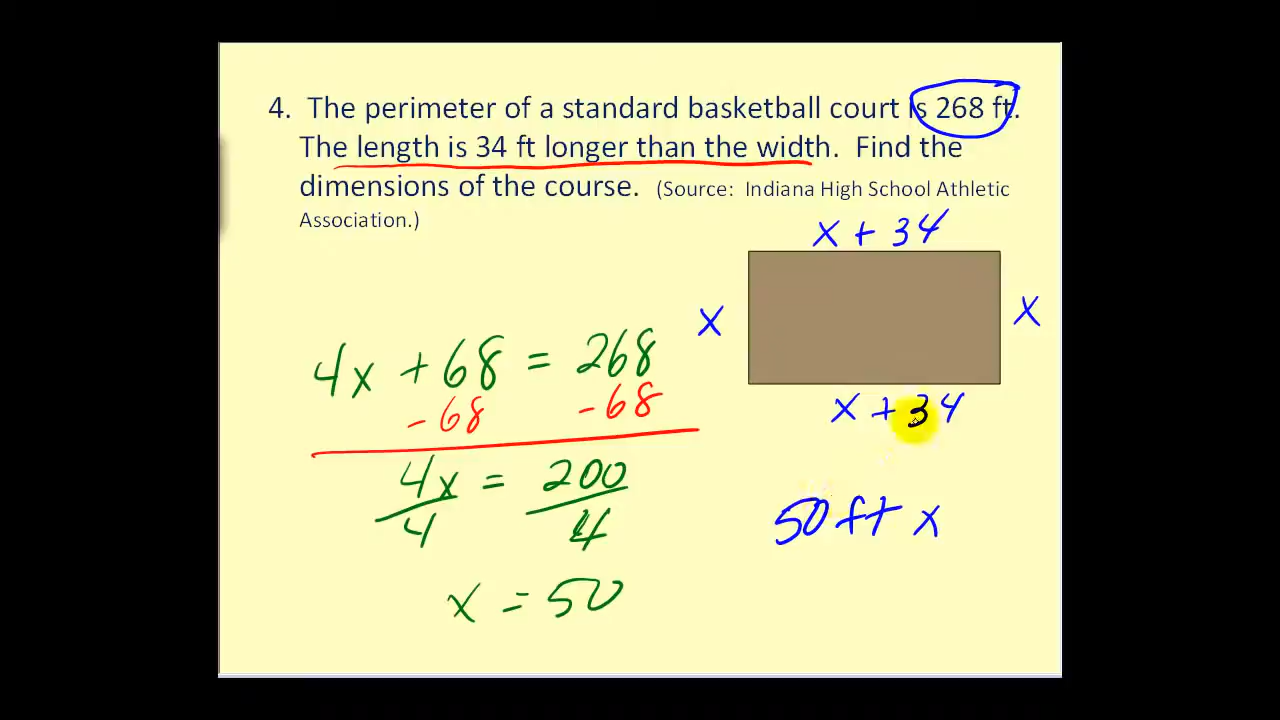 4. The perimeter of a standard basketball court is 268 ft.
The length is 34 ft longer than the width. Find the
dimensions of the course. (Source: Indiana High School Athletic
Association.)
x + 34
x
x
4x + 68 = 268
-68 -68
x + 34
4x = 200
4 4
50 ft x
x = 50